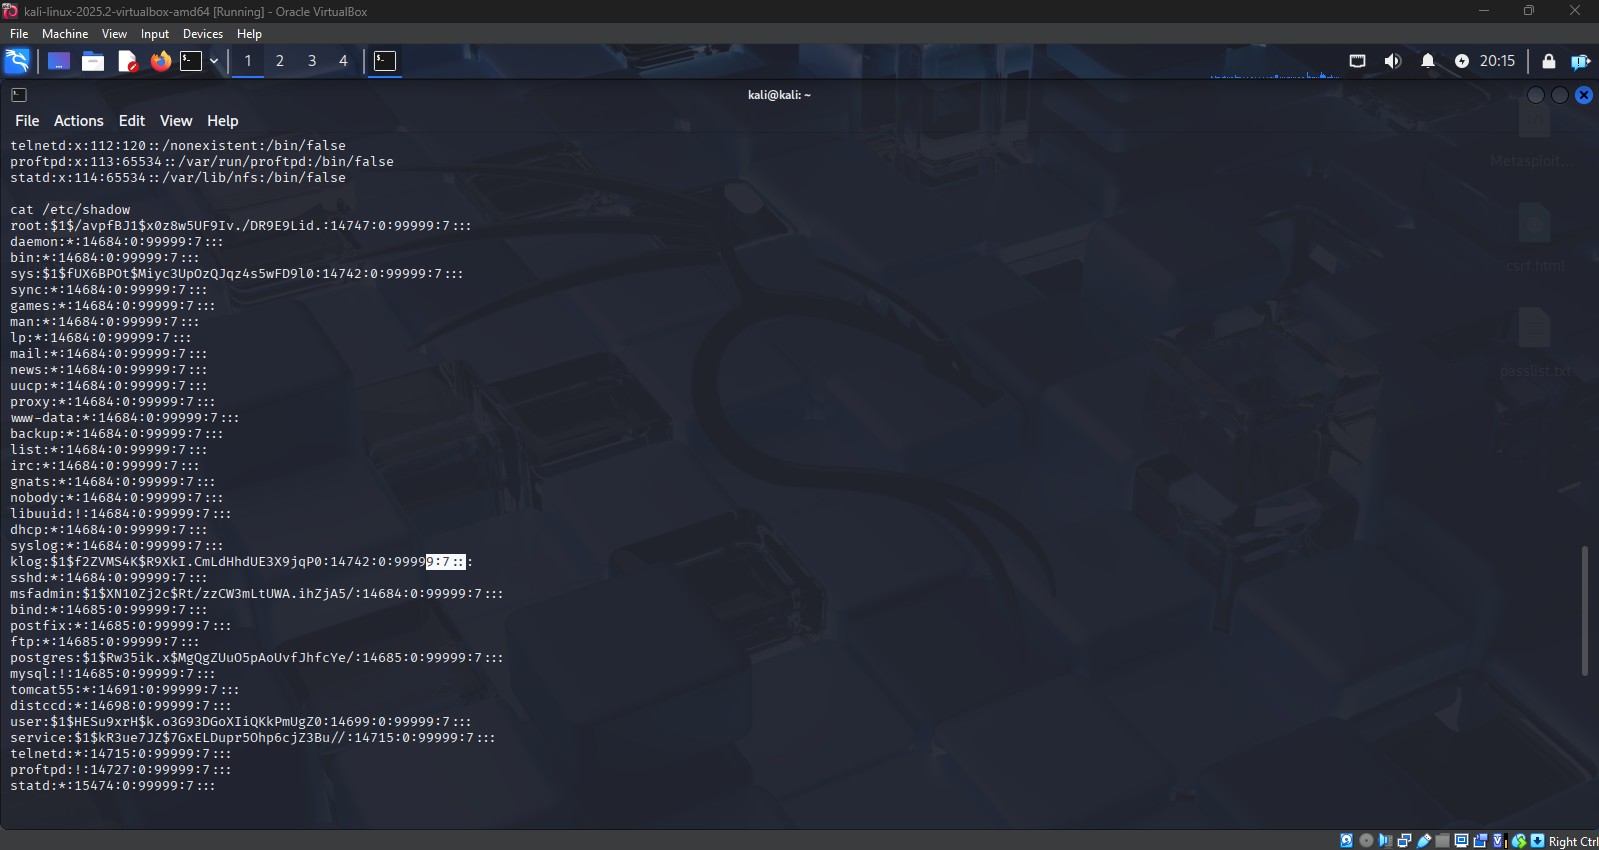 kali-linux-2025.2-virtualbox-amd64 [Running] - Oracle VirtualBox
File Machine View Input Devices Help
1 2 3 4
20:15
kali@kali: ~
File Actions Edit View Help
telnetd:x:112:120::/nonexistent:/bin/false
proftpd:x:113:65534::/var/run/proftpd:/bin/false
statd:x:114:65534::/var/lib/nfs:/bin/false
cat /etc/shadow
root:$1$/avpfBJ1$x0z8w5UF9Iv./DR9E9Lid.:14747:0:99999:7:::
daemon:*:14684:0:99999:7:::
bin:*:14684:0:99999:7:::
sys:$1$fUX6BPOt$Miyc3UpOzQJqz4s5wFD9l0:14742:0:99999:7:::
sync:*:14684:0:99999:7:::
games:*:14684:0:99999:7:::
man:*:14684:0:99999:7:::
lp:*:14684:0:99999:7:::
mail:*:14684:0:99999:7:::
news:*:14684:0:99999:7:::
uucp:*:14684:0:99999:7:::
proxy:*:14684:0:99999:7:::
www-data:*:14684:0:99999:7:::
backup:*:14684:0:99999:7:::
list:*:14684:0:99999:7:::
irc:*:14684:0:99999:7:::
gnats:*:14684:0:99999:7:::
nobody:*:14684:0:99999:7:::
libuuid:!:14684:0:99999:7:::
dhcp:*:14684:0:99999:7:::
syslog:*:14684:0:99999:7:::
klog:$1$f2ZVMS4K$R9XkI.CmLdHhdUE3X9jqP0:14742:0:99999:7:::
sshd:*:14684:0:99999:7:::
msfadmin:$1$XN10Zj2c$Rt/zzCW3mLtUWA.ihZjA5/:14684:0:99999:7:::
bind:*:14685:0:99999:7:::
postfix:*:14685:0:99999:7:::
ftp:*:14685:0:99999:7:::
postgres:$1$Rw35ik.x$MgQgZUuO5pAoUvfJhfcYe/:14685:0:99999:7:::
mysql:!:14685:0:99999:7:::
tomcat55:*:14691:0:99999:7:::
distccd:*:14698:0:99999:7:::
user:$1$HESu9xrH$k.o3G93DGoXIiQKkPmUgZ0:14699:0:99999:7:::
service:$1$kR3ue7JZ$7GxELDupr5Ohp6cjZ3Bu//:14715:0:99999:7:::
telnetd:*:14715:0:99999:7:::
proftpd:!:14727:0:99999:7:::
statd:*:15474:0:99999:7:::
Metasploit...
csrf.html
passlist.txt
Right Ctrl